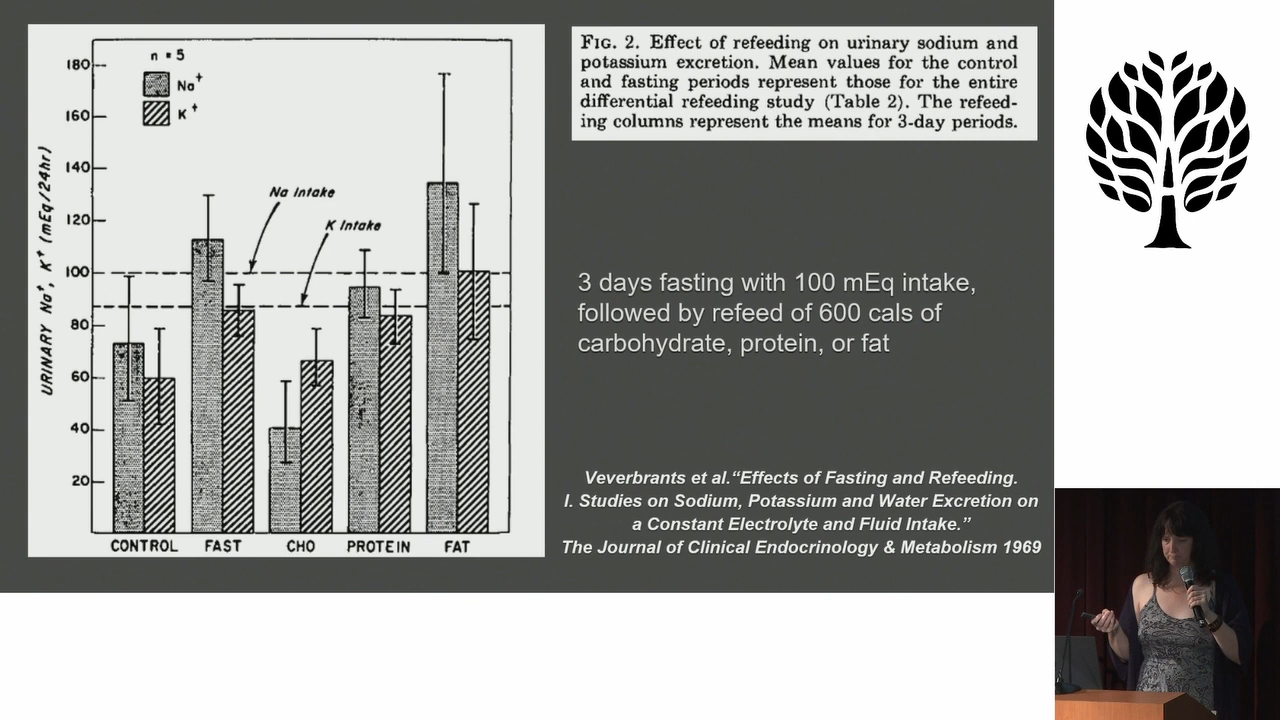 n = 5
Na+
K+
180
160
140
120
100
80
60
40
20
URINARY Na+, K+ (mEq/24hr)
Na Intake
K Intake
CONTROL FAST CHO PROTEIN FAT
FIG. 2. Effect of refeeding on urinary sodium and
potassium excretion. Mean values for the control
and fasting periods represent those for the entire
differential refeeding study (Table 2). The refeed-
ing columns represent the means for 3-day periods.
3 days fasting with 100 mEq intake,
followed by refeed of 600 cals of
carbohydrate, protein, or fat
Veverbrants et al.“Effects of Fasting and Refeeding.
I. Studies on Sodium, Potassium and Water Excretion on
a Constant Electrolyte and Fluid Intake.”
The Journal of Clinical Endocrinology & Metabolism 1969